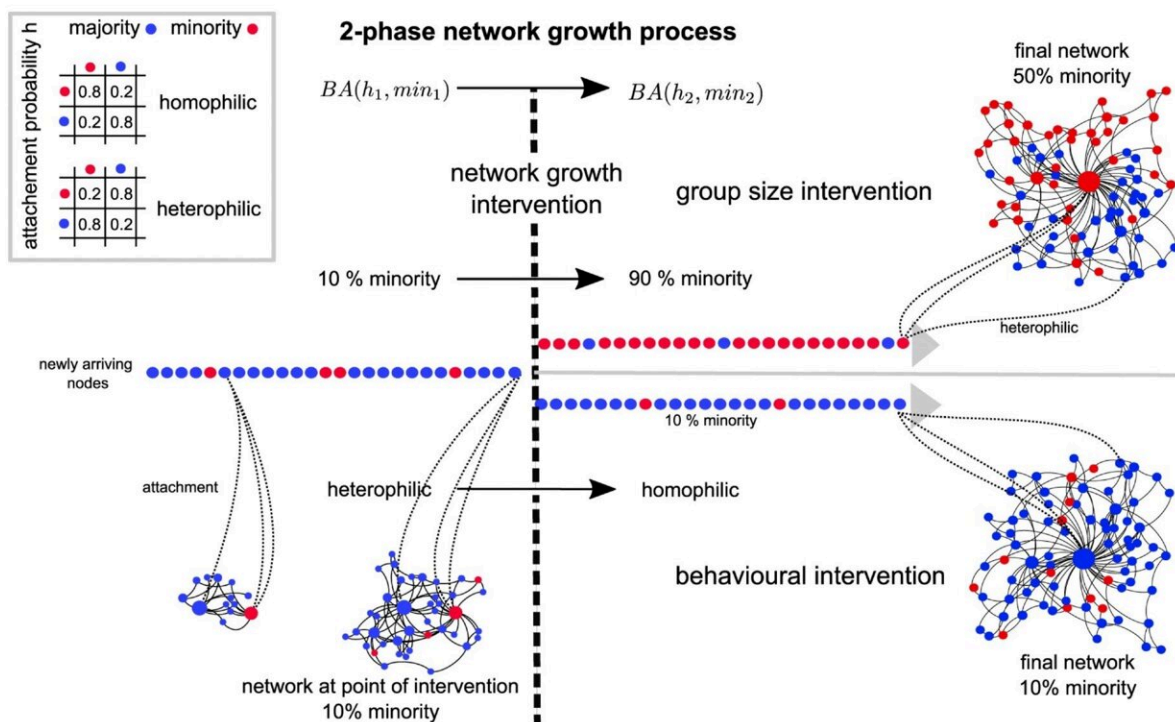 majority minority
attachement probability h
0.8 0.2
0.2 0.8
homophilic
0.2 0.8
0.8 0.2
heterophilic
2-phase network growth process
BA(h₁, min₁)
BA(h₂, min₂)
network growth
intervention
group size intervention
final network
50% minority
10 % minority
90 % minority
heterophilic
newly arriving
nodes
10 % minority
attachment
heterophilic
homophilic
behavioural intervention
network at point of intervention
10% minority
final network
10% minority